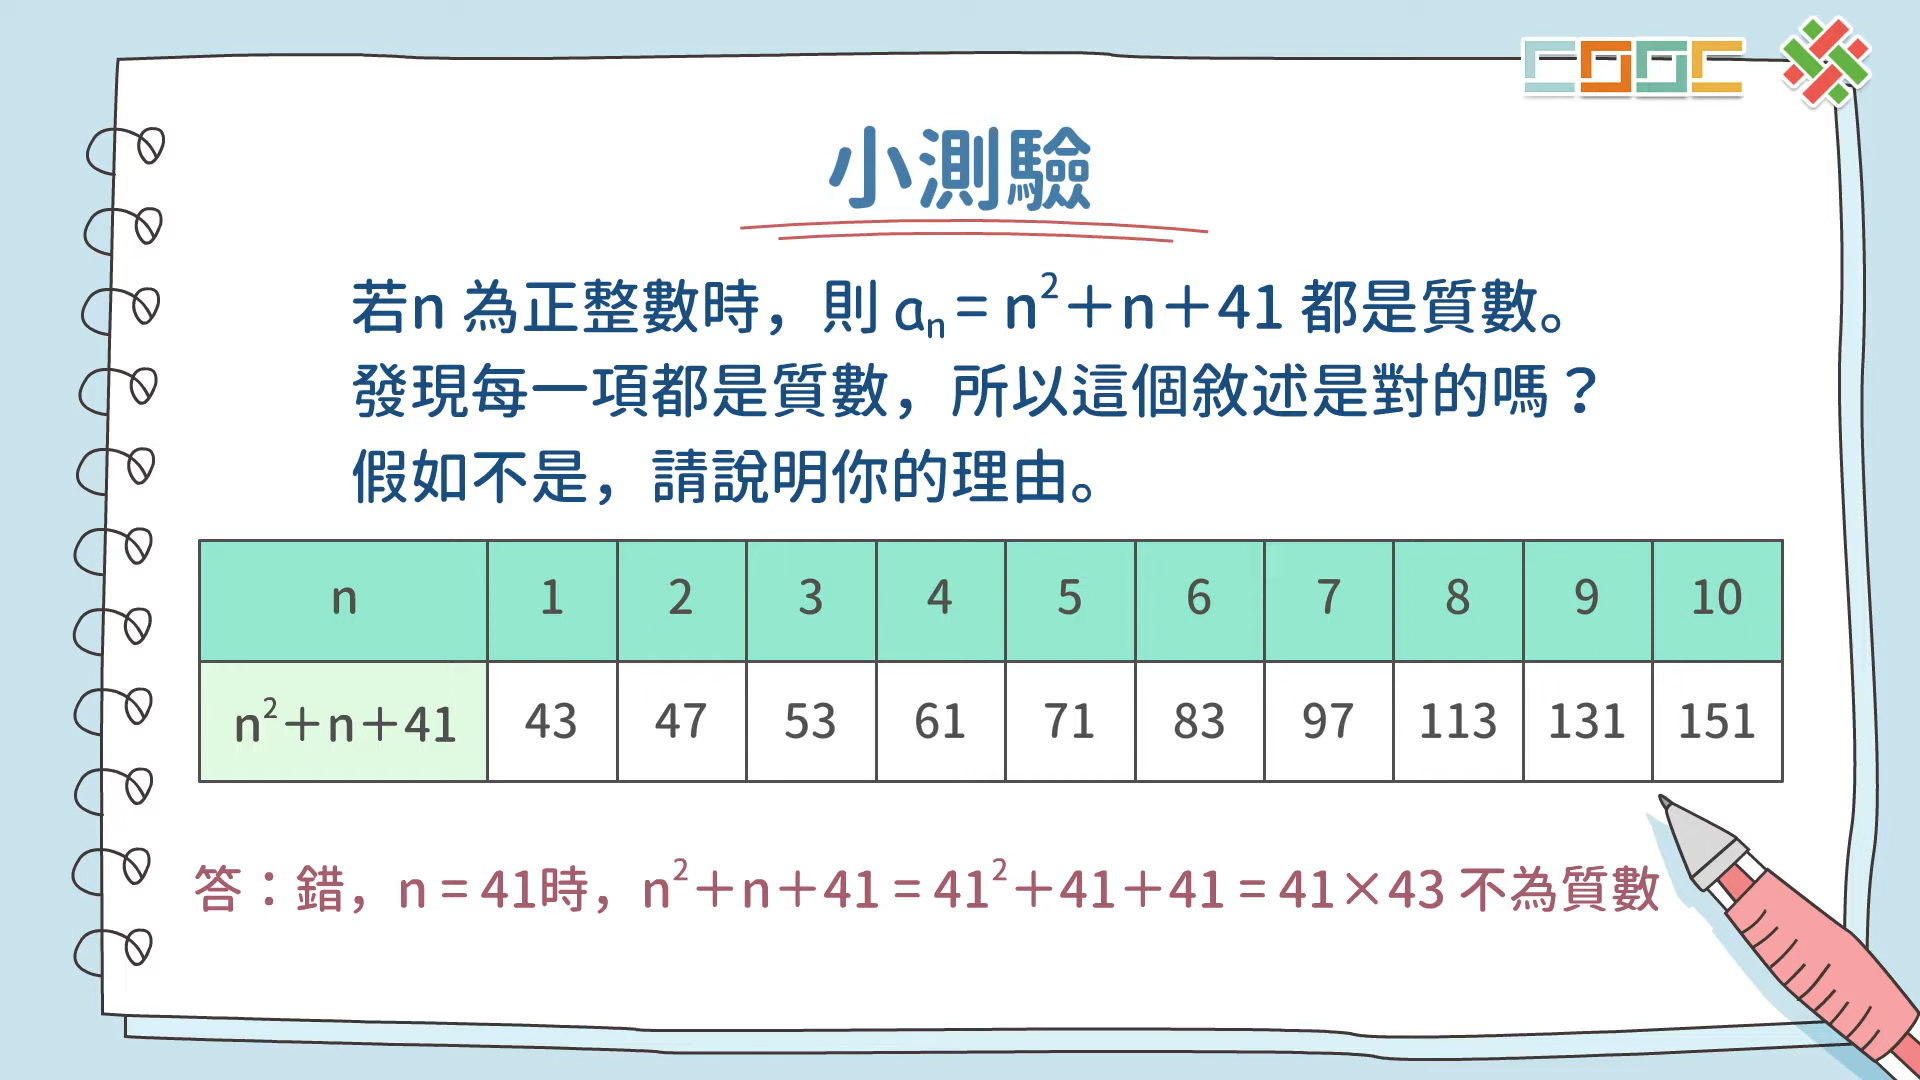 小測驗
若n 為正整數時，則 aₙ = n²＋n＋41 都是質數。
發現每一項都是質數，所以這個敘述是對的嗎？
假如不是，請說明你的理由。
n 1 2 3 4 5 6 7 8 9 10
n²＋n＋41 43 47 53 61 71 83 97 113 131 151
答：錯，n = 41時，n²＋n＋41 = 41²＋41＋41 = 41×43 不為質數